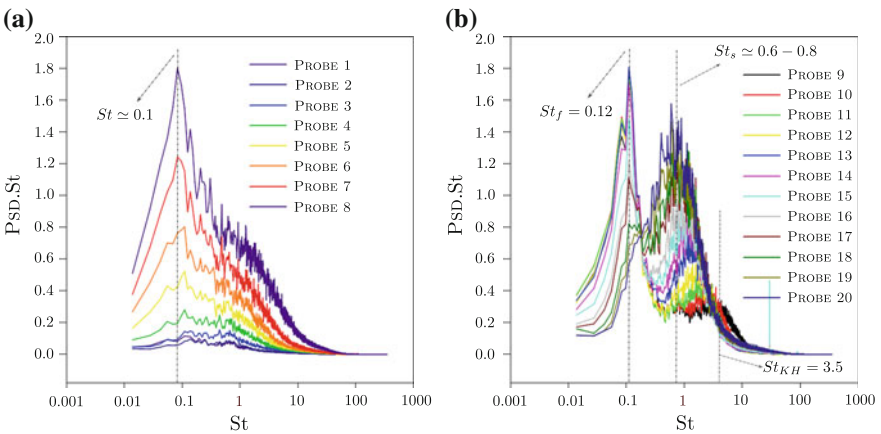 (a)
2.0
1.8
1.6
1.4
1.2
1.0
0.8
0.6
0.4
0.2
0.0
PSD.St
St ≃ 0.1
PROBE 1
PROBE 2
PROBE 3
PROBE 4
PROBE 5
PROBE 6
PROBE 7
PROBE 8
0.001 0.01 0.1 1 10 100 1000
St
(b)
2.0
1.8
1.6
1.4
1.2
1.0
0.8
0.6
0.4
0.2
0.0
PSD.St
St_f = 0.12
St_s ≃ 0.6 − 0.8
PROBE 9
PROBE 10
PROBE 11
PROBE 12
PROBE 13
PROBE 14
PROBE 15
PROBE 16
PROBE 17
PROBE 18
PROBE 19
PROBE 20
St_KH = 3.5
0.001 0.01 0.1 1 10 100 1000
St